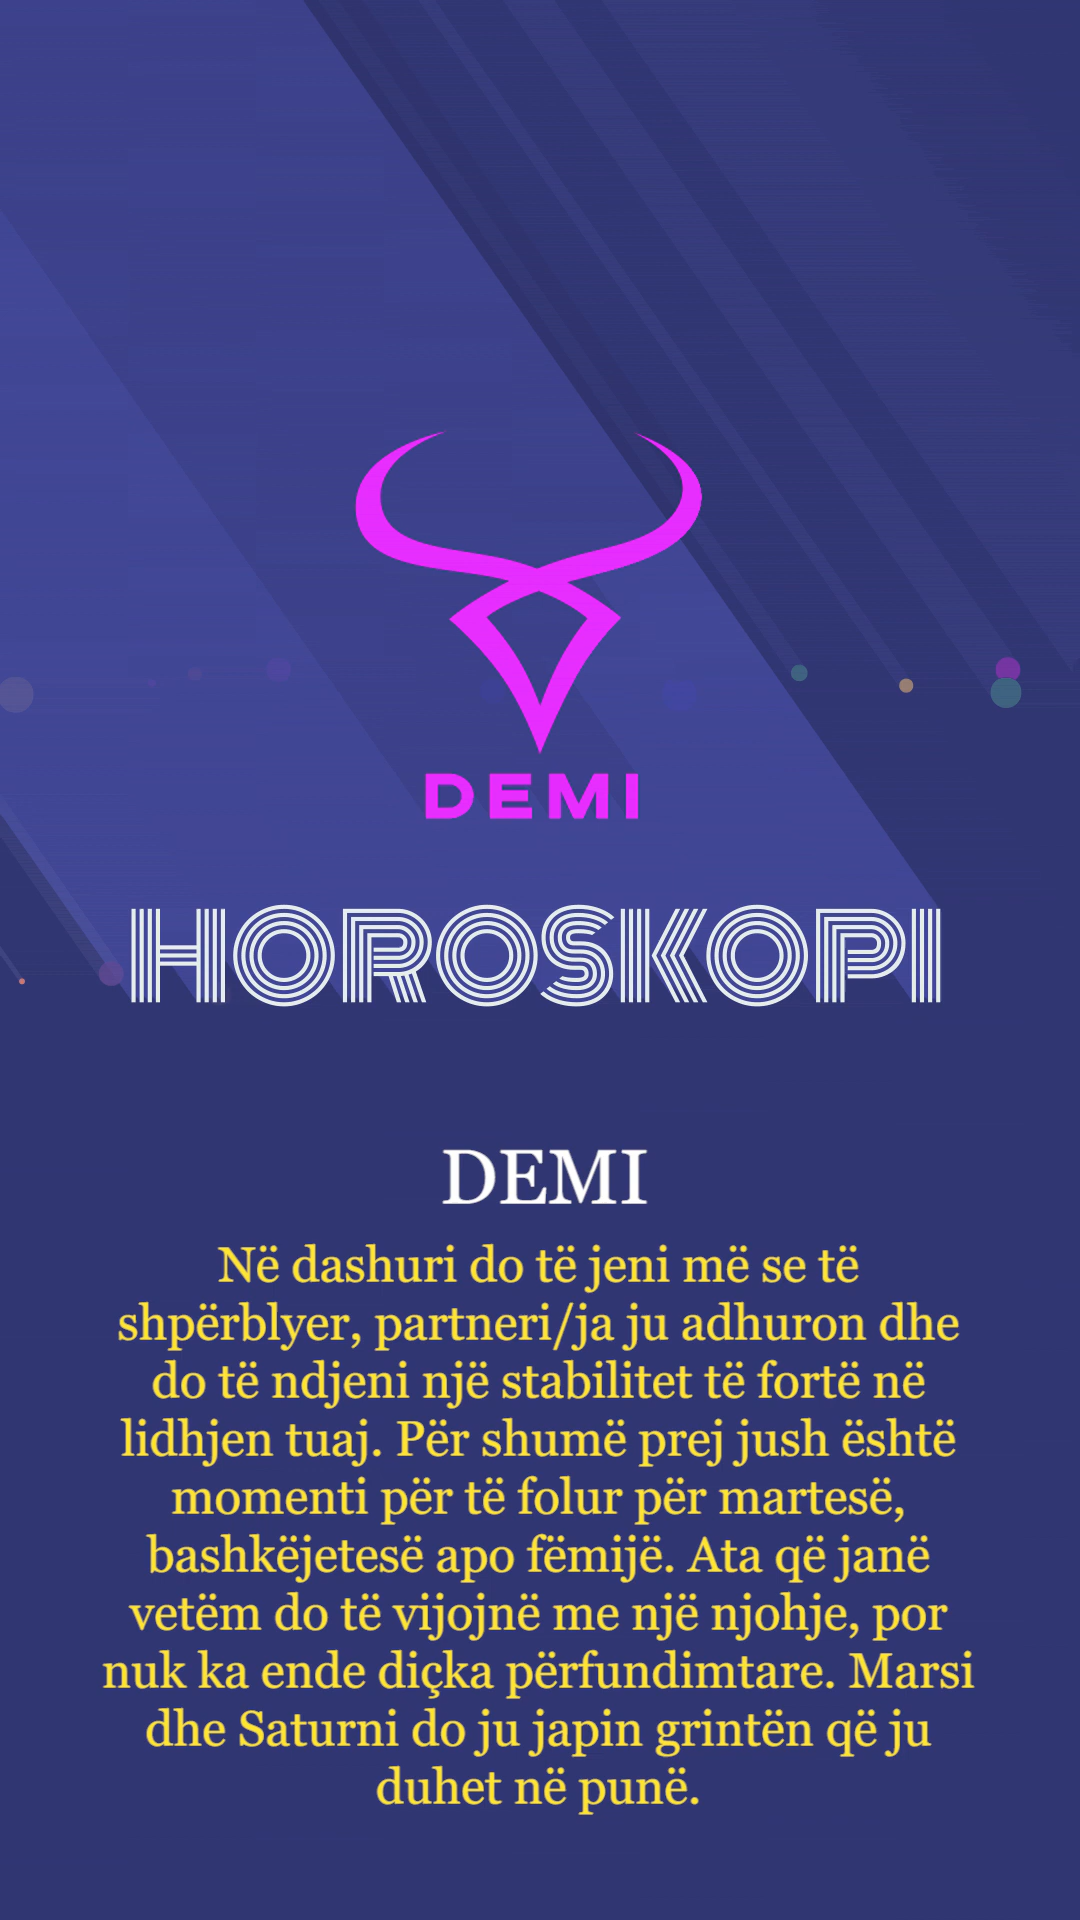 DEMI
HOROSKOPI
DEMI
Në dashuri do të jeni më se të
shpërblyer, partneri/ja ju adhuron dhe
do të ndjeni një stabilitet të fortë në
lidhjen tuaj. Për shumë prej jush është
momenti për të folur për martesë,
bashkëjetesë apo fëmijë. Ata që janë
vetëm do të vijojnë me një njohje, por
nuk ka ende diçka përfundimtare. Marsi
dhe Saturni do ju japin grintën që ju
duhet në punë.